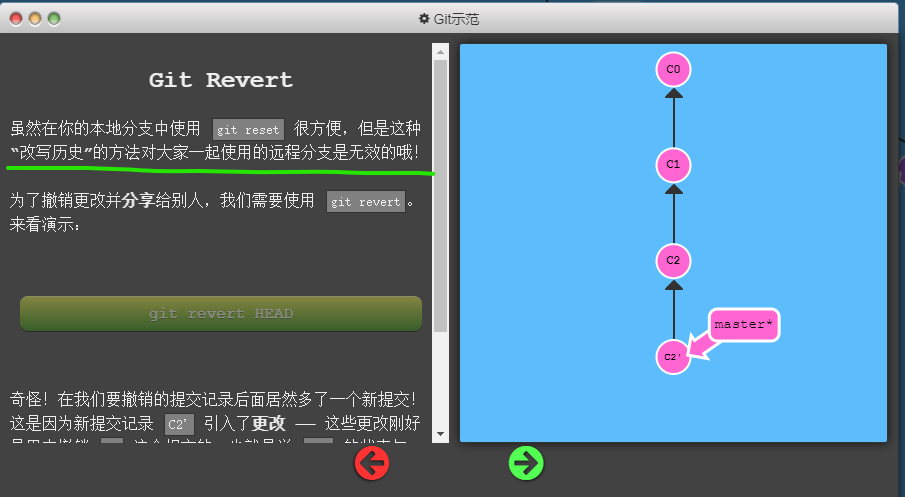 Git示范
Git Revert
虽然在你的本地分支中使用 git reset 很方便，但是这种
“改写历史”的方法对大家一起使用的远程分支是无效的哦！
为了撤销更改并分享给别人，我们需要使用 git revert。
来看演示：
git revert HEAD
奇怪！在我们要撤销的提交记录后面居然多了一个新提交！
这是因为新提交记录 C2' 引入了更改 —— 这些更改刚好
C0
C1
C2
master*
C2'